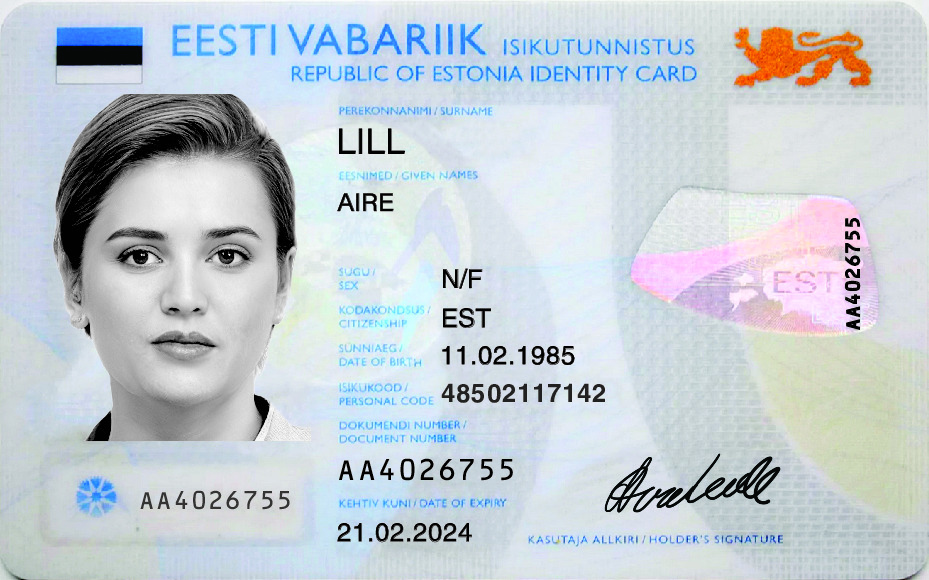 EESTI VABARIIK ISIKUTUNNISTUS
REPUBLIC OF ESTONIA IDENTITY CARD
PEREKONNANIMI / SURNAME
LILL
EESNIMED / GIVEN NAMES
AIRE
SUGU /
SEX
N/F
KODAKONDSUS /
CITIZENSHIP
EST
SÜNNIAEG /
DATE OF BIRTH
11.02.1985
ISIKUKOOD /
PERSONAL CODE
48502117142
DOKUMENDI NUMBER /
DOCUMENT NUMBER
AA4026755
KEHTIV KUNI / DATE OF EXPIRY
21.02.2024
AA4026755
EST
AA4026755
KASUTAJA ALLKIRI / HOLDER'S SIGNATURE